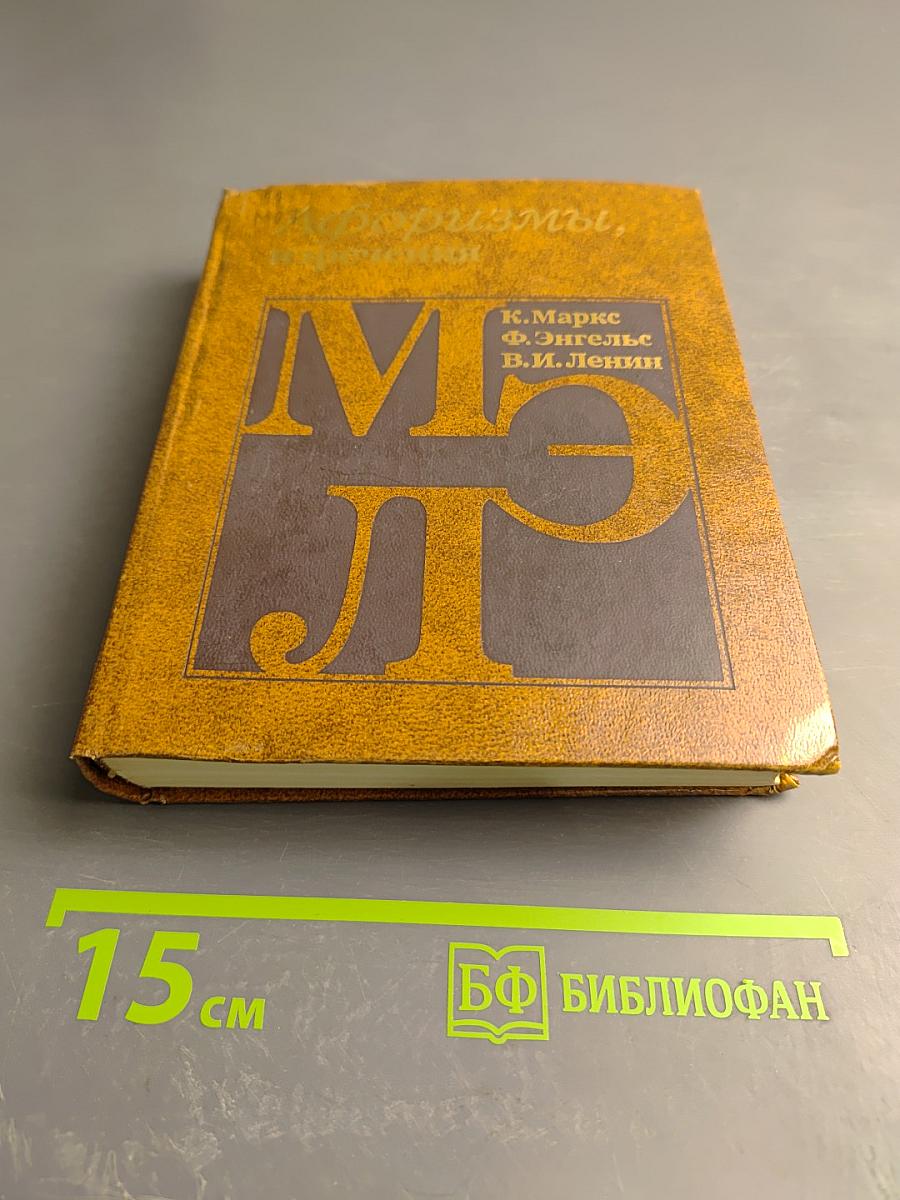 Афоризмы,
изречения
К. Маркс
Ф. Энгельс
В. И. Ленин
М
Э
Л
15 см
БФ БИБЛИОФАН